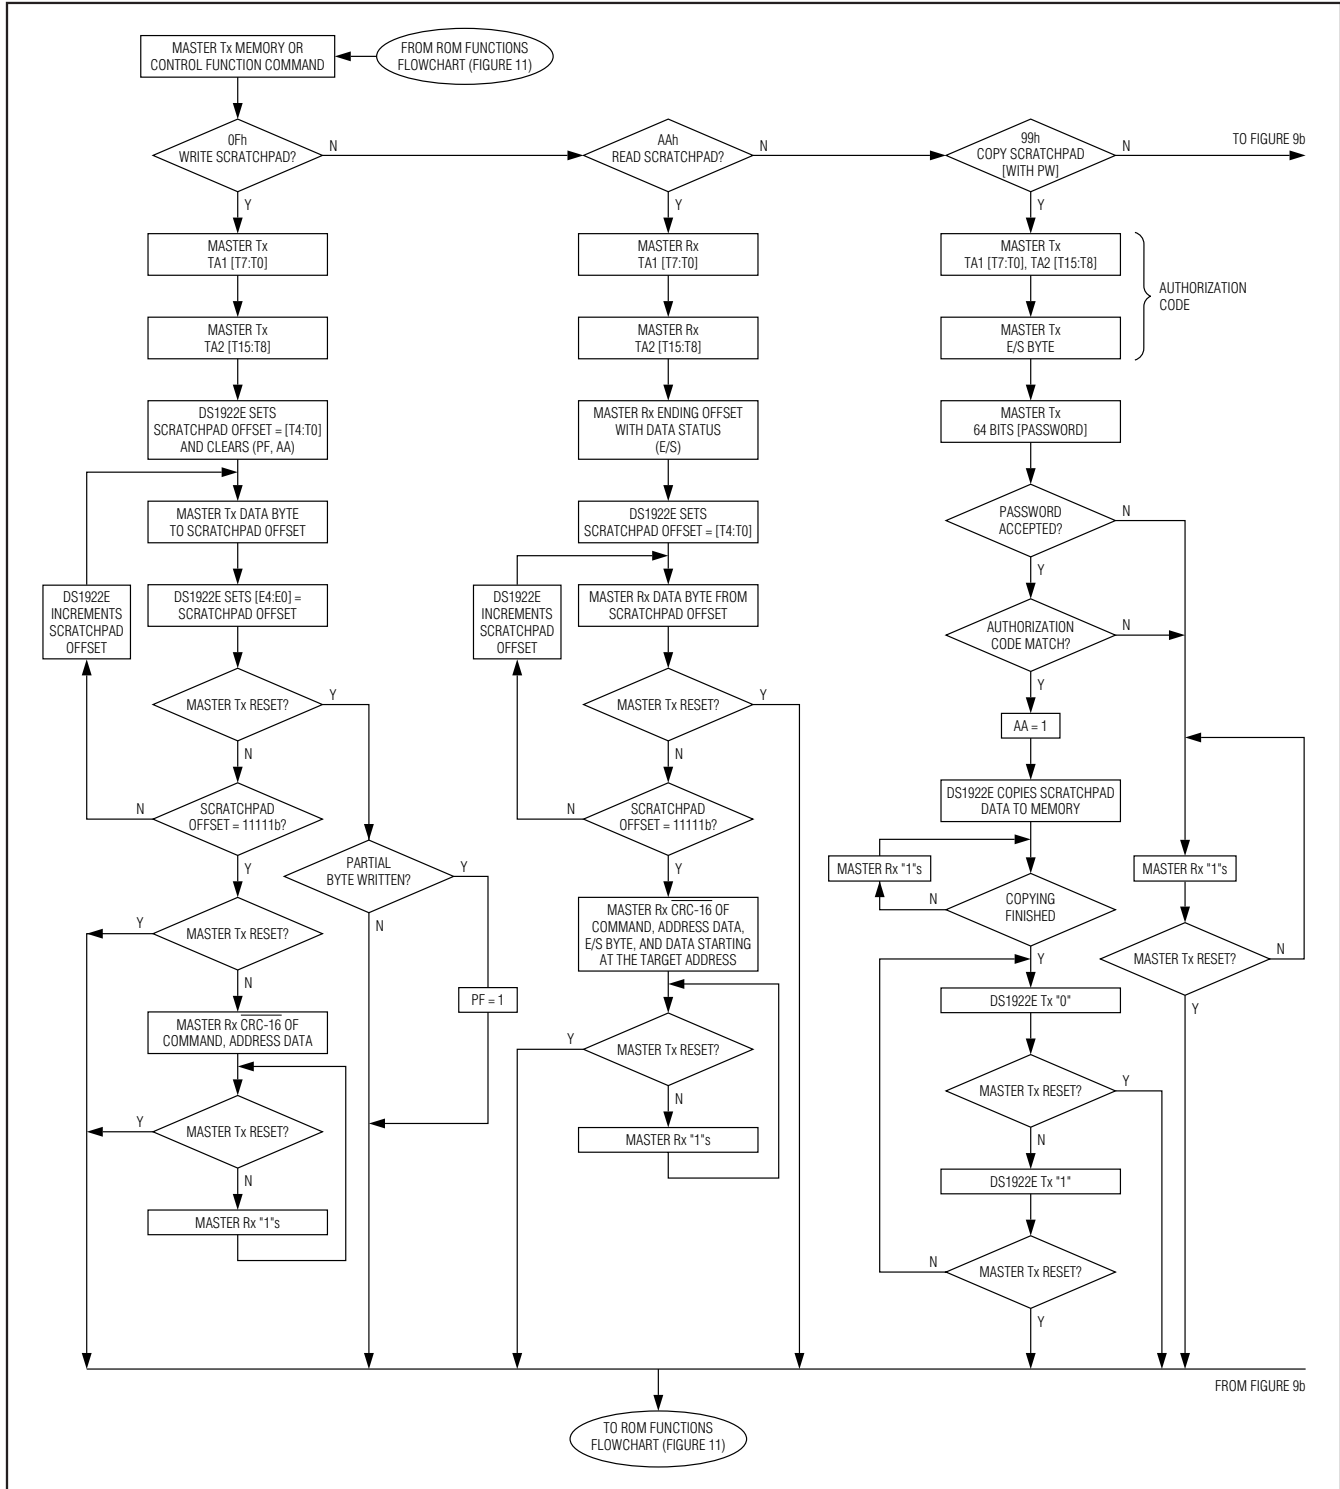 MASTER Tx MEMORY OR
CONTROL FUNCTION COMMAND
FROM ROM FUNCTIONS
FLOWCHART (FIGURE 11)
0Fh
WRITE SCRATCHPAD?
N
Y
AAh
READ SCRATCHPAD?
N
Y
99h
COPY SCRATCHPAD
[WITH PW]
N
Y
TO FIGURE 9b
MASTER Tx
TA1 [T7:T0]
MASTER Tx
TA2 [T15:T8]
DS1922E SETS
SCRATCHPAD OFFSET = [T4:T0]
AND CLEARS (PF, AA)
MASTER Tx DATA BYTE
TO SCRATCHPAD OFFSET
DS1922E SETS [E4:E0] =
SCRATCHPAD OFFSET
DS1922E
INCREMENTS
SCRATCHPAD
OFFSET
MASTER Tx RESET?
Y
N
SCRATCHPAD
OFFSET = 11111b?
N
Y
PARTIAL
BYTE WRITTEN?
Y
N
PF = 1
MASTER Tx RESET?
Y
N
MASTER Rx CRC-16 OF
COMMAND, ADDRESS DATA
MASTER Tx RESET?
Y
N
MASTER Rx "1"s
MASTER Rx
TA1 [T7:T0]
MASTER Rx
TA2 [T15:T8]
MASTER Rx ENDING OFFSET
WITH DATA STATUS
(E/S)
DS1922E SETS
SCRATCHPAD OFFSET = [T4:T0]
MASTER Rx DATA BYTE FROM
SCRATCHPAD OFFSET
DS1922E
INCREMENTS
SCRATCHPAD
OFFSET
MASTER Tx RESET?
Y
N
SCRATCHPAD
OFFSET = 11111b?
N
Y
MASTER Rx CRC-16 OF
COMMAND, ADDRESS DATA,
E/S BYTE, AND DATA STARTING
AT THE TARGET ADDRESS
MASTER Tx RESET?
Y
N
MASTER Rx "1"s
MASTER Tx
TA1 [T7:T0], TA2 [T15:T8]
MASTER Tx
E/S BYTE
AUTHORIZATION
CODE
MASTER Tx
64 BITS [PASSWORD]
PASSWORD
ACCEPTED?
N
Y
AUTHORIZATION
CODE MATCH?
N
Y
AA = 1
DS1922E COPIES SCRATCHPAD
DATA TO MEMORY
MASTER Rx "1"s
COPYING
FINISHED
N
Y
DS1922E Tx "0"
MASTER Tx RESET?
Y
N
DS1922E Tx "1"
MASTER Tx RESET?
N
Y
MASTER Rx "1"s
MASTER Tx RESET?
N
Y
FROM FIGURE 9b
TO ROM FUNCTIONS
FLOWCHART (FIGURE 11)